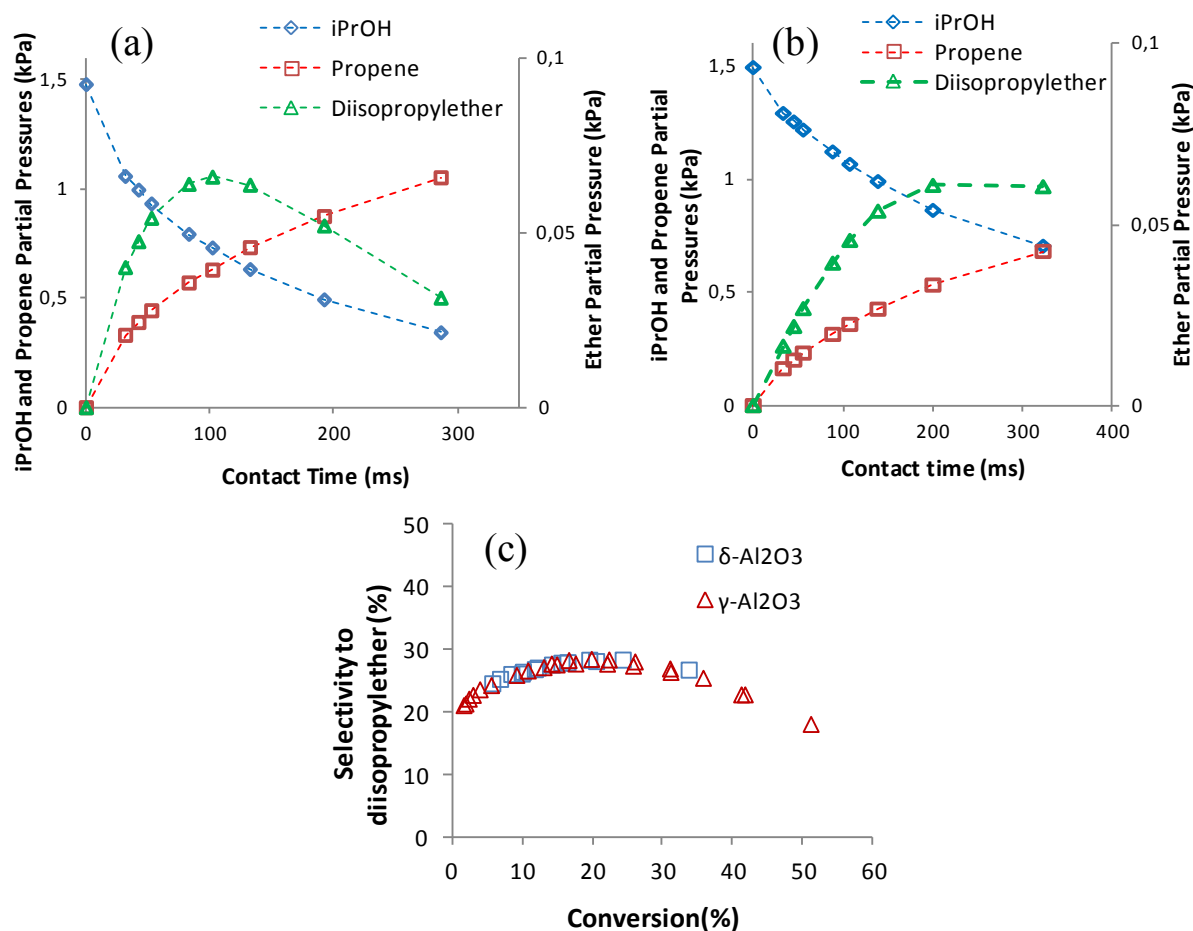 (a)
iPrOH
Propene
Diisopropylether
iPrOH and Propene Partial Pressures (kPa)
1,5
1
0,5
0
0,1
0,05
0
Ether Partial Pressure (kPa)
0 100 200 300
Contact Time (ms)
(b)
iPrOH
Propene
Diisopropylether
iPrOH and Propene Partial
Pressures (kPa)
1,5
1
0,5
0
0,1
0,05
0
Ether Partial Pressure (kPa)
0 100 200 300 400
Contact time (ms)
(c)
δ-Al2O3
γ-Al2O3
Selectivity to
diisopropylether (%)
50
40
30
20
10
0
0 10 20 30 40 50 60
Conversion(%)